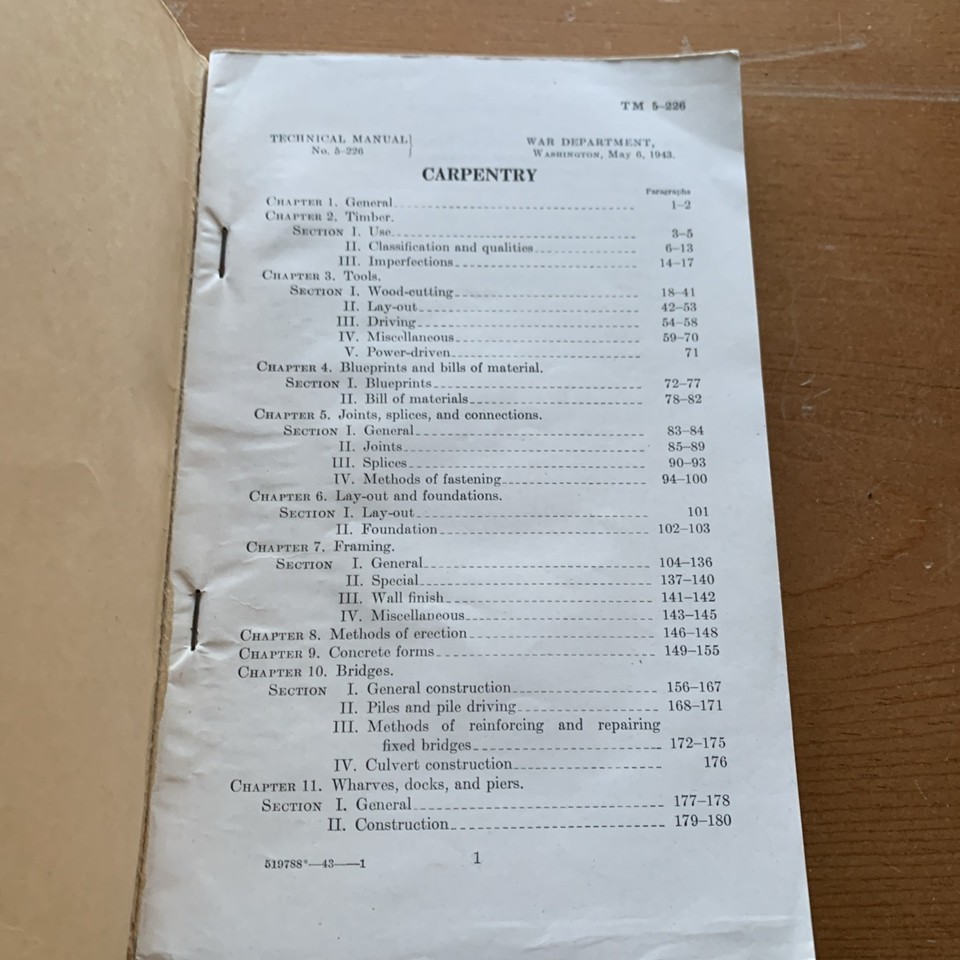 TM 5-226
TECHNICAL MANUAL} WAR DEPARTMENT,
No. 5-226 WASHINGTON, May 6, 1943.
CARPENTRY
Paragraphs
CHAPTER 1. General 1-2
CHAPTER 2. Timber.
SECTION I. Use 3-5
II. Classification and qualities 6-13
III. Imperfections 14-17
CHAPTER 3. Tools.
SECTION I. Wood-cutting 18-41
II. Lay-out 42-53
III. Driving 54-58
IV. Miscellaneous 59-70
V. Power-driven 71
CHAPTER 4. Blueprints and bills of material.
SECTION I. Blueprints 72-77
II. Bill of materials 78-82
CHAPTER 5. Joints, splices, and connections.
SECTION I. General 83-84
II. Joints 85-89
III. Splices 90-93
IV. Methods of fastening 94-100
CHAPTER 6. Lay-out and foundations.
SECTION I. Lay-out 101
II. Foundation 102-103
CHAPTER 7. Framing.
SECTION I. General 104-136
II. Special 137-140
III. Wall finish 141-142
IV. Miscellaneous 143-145
CHAPTER 8. Methods of erection 146-148
CHAPTER 9. Concrete forms 149-155
CHAPTER 10. Bridges.
SECTION I. General construction 156-167
II. Piles and pile driving 168-171
III. Methods of reinforcing and repairing
fixed bridges 172-175
IV. Culvert construction 176
CHAPTER 11. Wharves, docks, and piers.
SECTION I. General 177-178
II. Construction 179-180
519788°—43——1 1